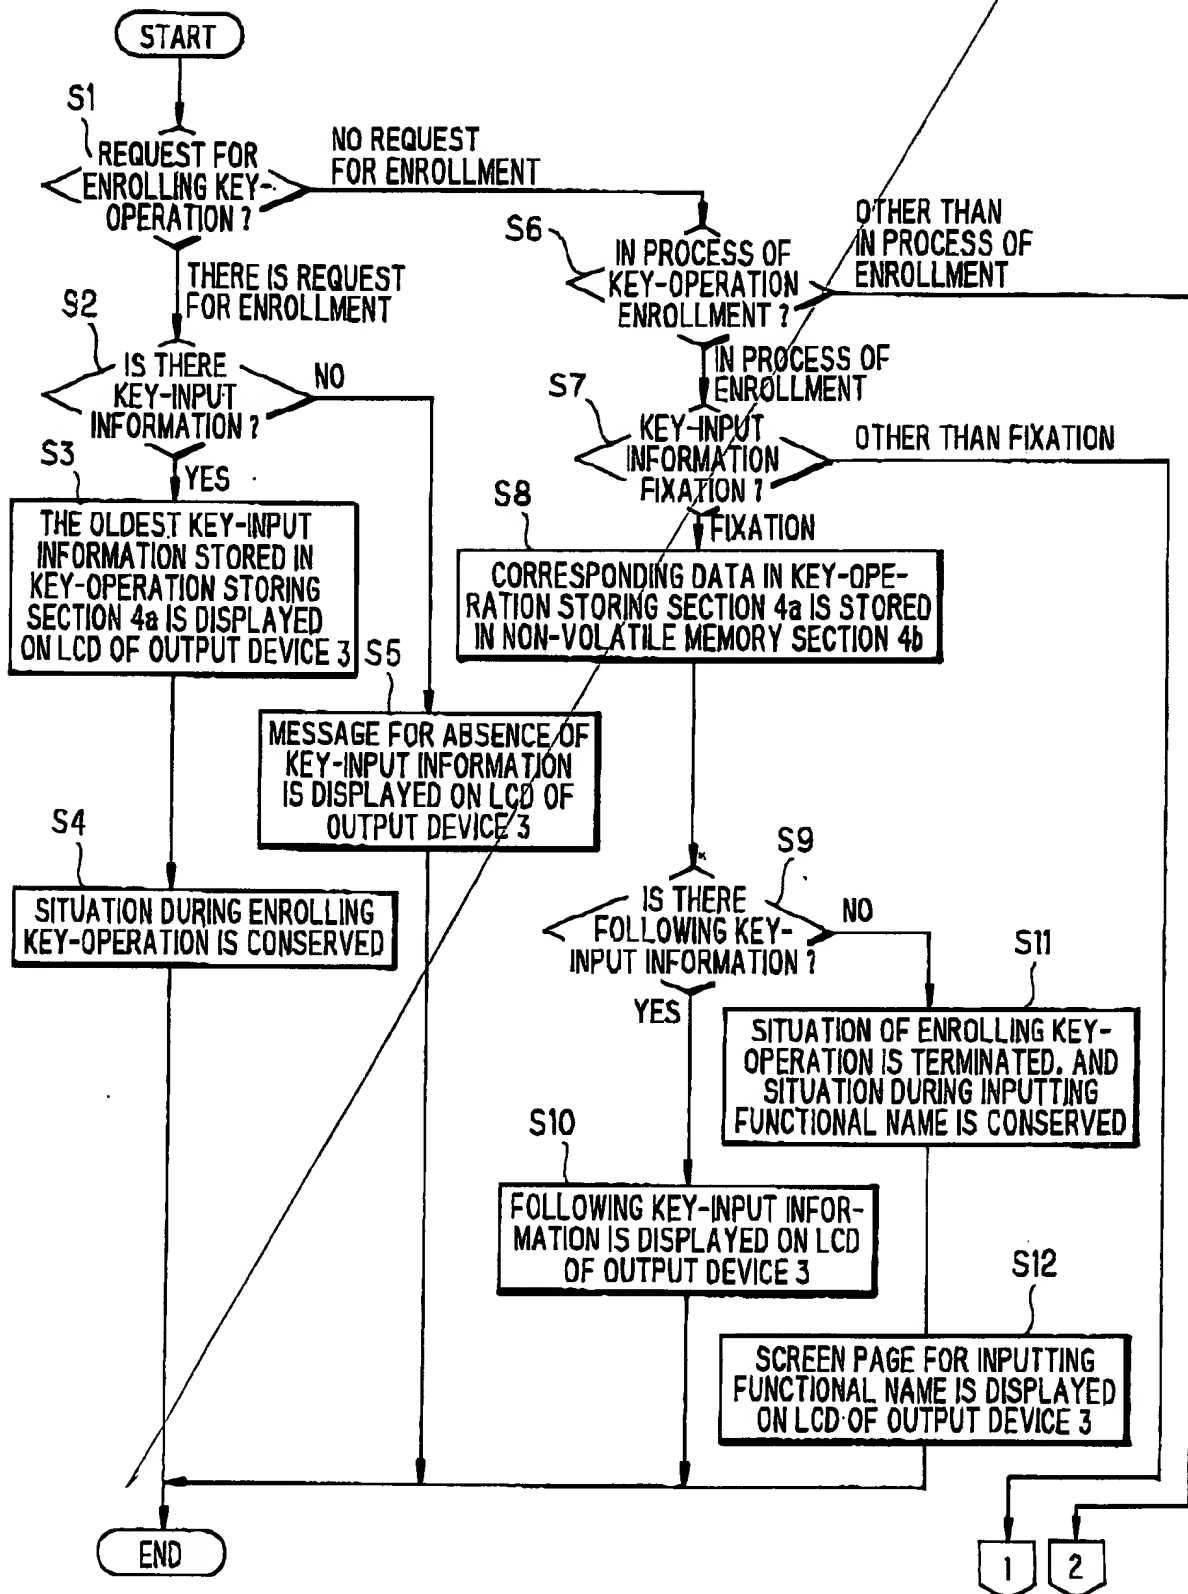 START
S1
REQUEST FOR
ENROLLING KEY-
OPERATION ?
NO REQUEST
FOR ENROLLMENT
THERE IS REQUEST
FOR ENROLLMENT
S2
IS THERE
KEY-INPUT
INFORMATION ?
NO
YES
S3
THE OLDEST KEY-INPUT
INFORMATION STORED IN
KEY-OPERATION STORING
SECTION 4a IS DISPLAYED
ON LCD OF OUTPUT DEVICE 3
S4
SITUATION DURING ENROLLING
KEY-OPERATION IS CONSERVED
S5
MESSAGE FOR ABSENCE OF
KEY-INPUT INFORMATION
IS DISPLAYED ON LCD OF
OUTPUT DEVICE 3
S6
IN PROCESS OF
KEY-OPERATION
ENROLLMENT ?
OTHER THAN
IN PROCESS OF
ENROLLMENT
IN PROCESS OF
ENROLLMENT
S7
KEY-INPUT
INFORMATION
FIXATION ?
OTHER THAN FIXATION
FIXATION
S8
CORRESPONDING DATA IN KEY-OPE-
RATION STORING SECTION 4a IS STORED
IN NON-VOLATILE MEMORY SECTION 4b
S9
IS THERE
FOLLOWING KEY-
INPUT INFORMATION ?
NO
YES
S10
FOLLOWING KEY-INPUT INFOR-
MATION IS DISPLAYED ON LCD
OF OUTPUT DEVICE 3
S11
SITUATION OF ENROLLING KEY-
OPERATION IS TERMINATED. AND
SITUATION DURING INPUTTING
FUNCTIONAL NAME IS CONSERVED
S12
SCREEN PAGE FOR INPUTTING
FUNCTIONAL NAME IS DISPLAYED
ON LCD OF OUTPUT DEVICE 3
END
1
2